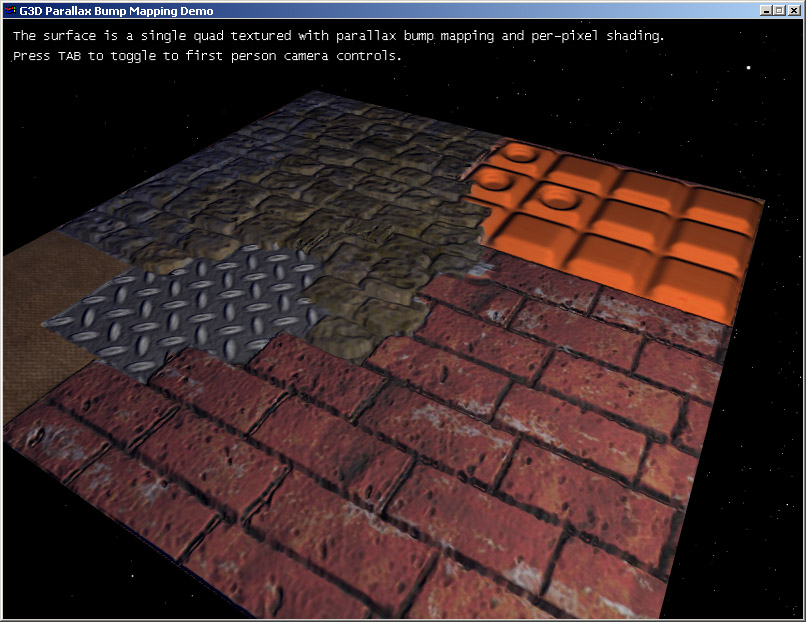 G3D Parallax Bump Mapping Demo
The surface is a single quad textured with parallax bump mapping and per-pixel shading.
Press TAB to toggle to first person camera controls.